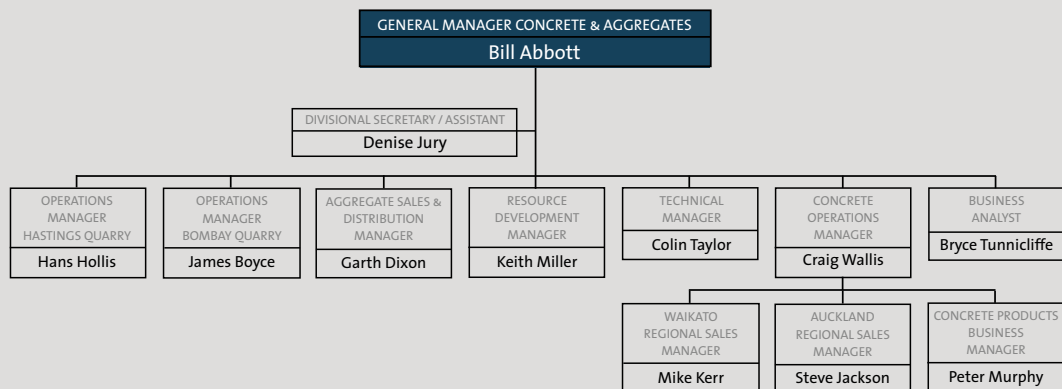 GENERAL MANAGER CONCRETE & AGGREGATES
Bill Abbott
DIVISIONAL SECRETARY / ASSISTANT
Denise Jury
OPERATIONS
MANAGER
HASTINGS QUARRY
Hans Hollis
OPERATIONS
MANAGER
BOMBAY QUARRY
James Boyce
AGGREGATE SALES &
DISTRIBUTION
MANAGER
Garth Dixon
RESOURCE
DEVELOPMENT
MANAGER
Keith Miller
TECHNICAL
MANAGER
Colin Taylor
CONCRETE
OPERATIONS
MANAGER
Craig Wallis
BUSINESS
ANALYST
Bryce Tunnicliffe
WAIKATO
REGIONAL SALES
MANAGER
Mike Kerr
AUCKLAND
REGIONAL SALES
MANAGER
Steve Jackson
CONCRETE PRODUCTS
BUSINESS
MANAGER
Peter Murphy